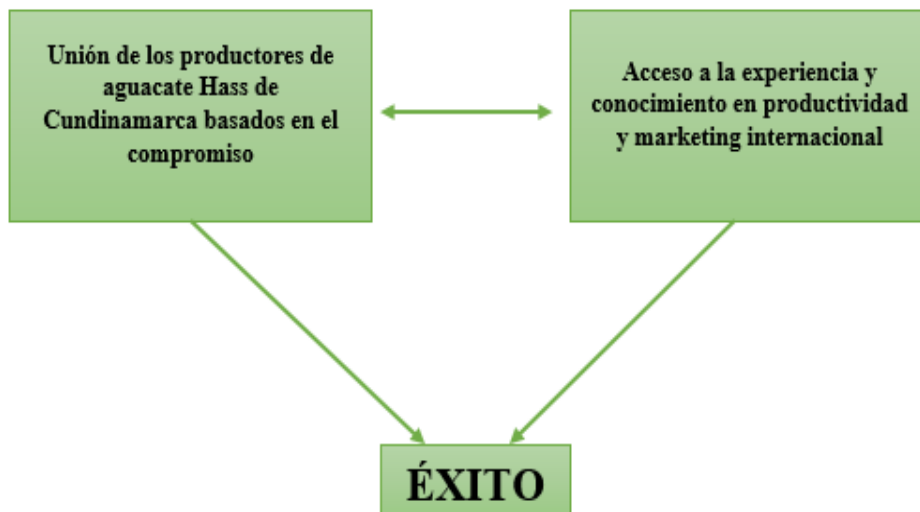 Unión de los productores de
aguacate Hass de
Cundinamarca basados en el
compromiso
Acceso a la experiencia y
conocimiento en productividad
y marketing internacional
ÉXITO